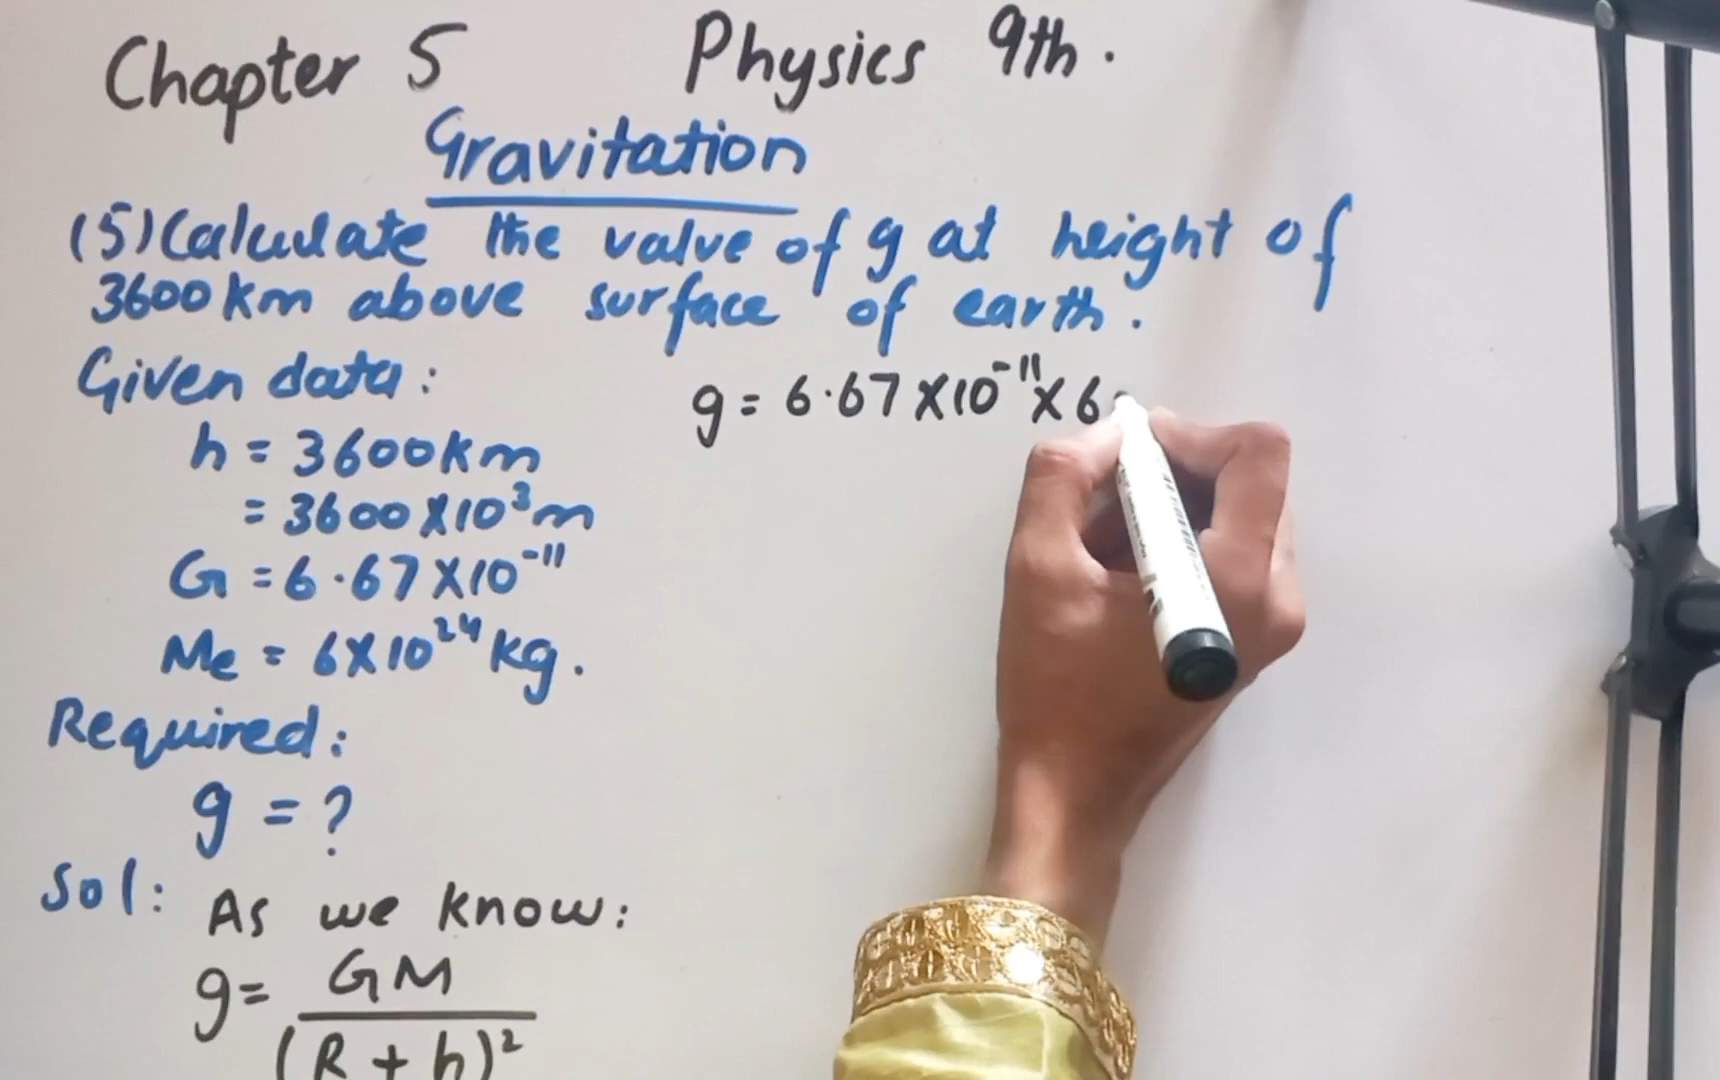 Chapter 5 Physics 9th.
Gravitation
(5) Calculate the value of g at height of
3600 km above surface of earth.
Given data:
h = 3600 km
= 3600 X 10³ m
G = 6.67 X 10⁻¹¹
Me = 6 X 10²⁴ kg.
Required:
g = ?
Sol: As we know:
g = GM
(R + h)²
g = 6.67 X 10⁻¹¹ X 6